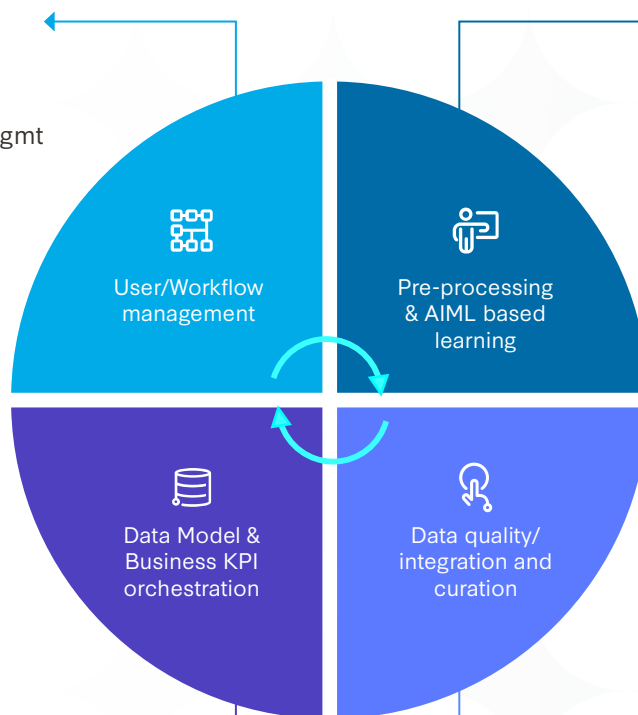 gmt
User/Workflow
management
Pre-processing
& AIML based
learning
Data Model &
Business KPI
orchestration
Data quality/
integration and
curation